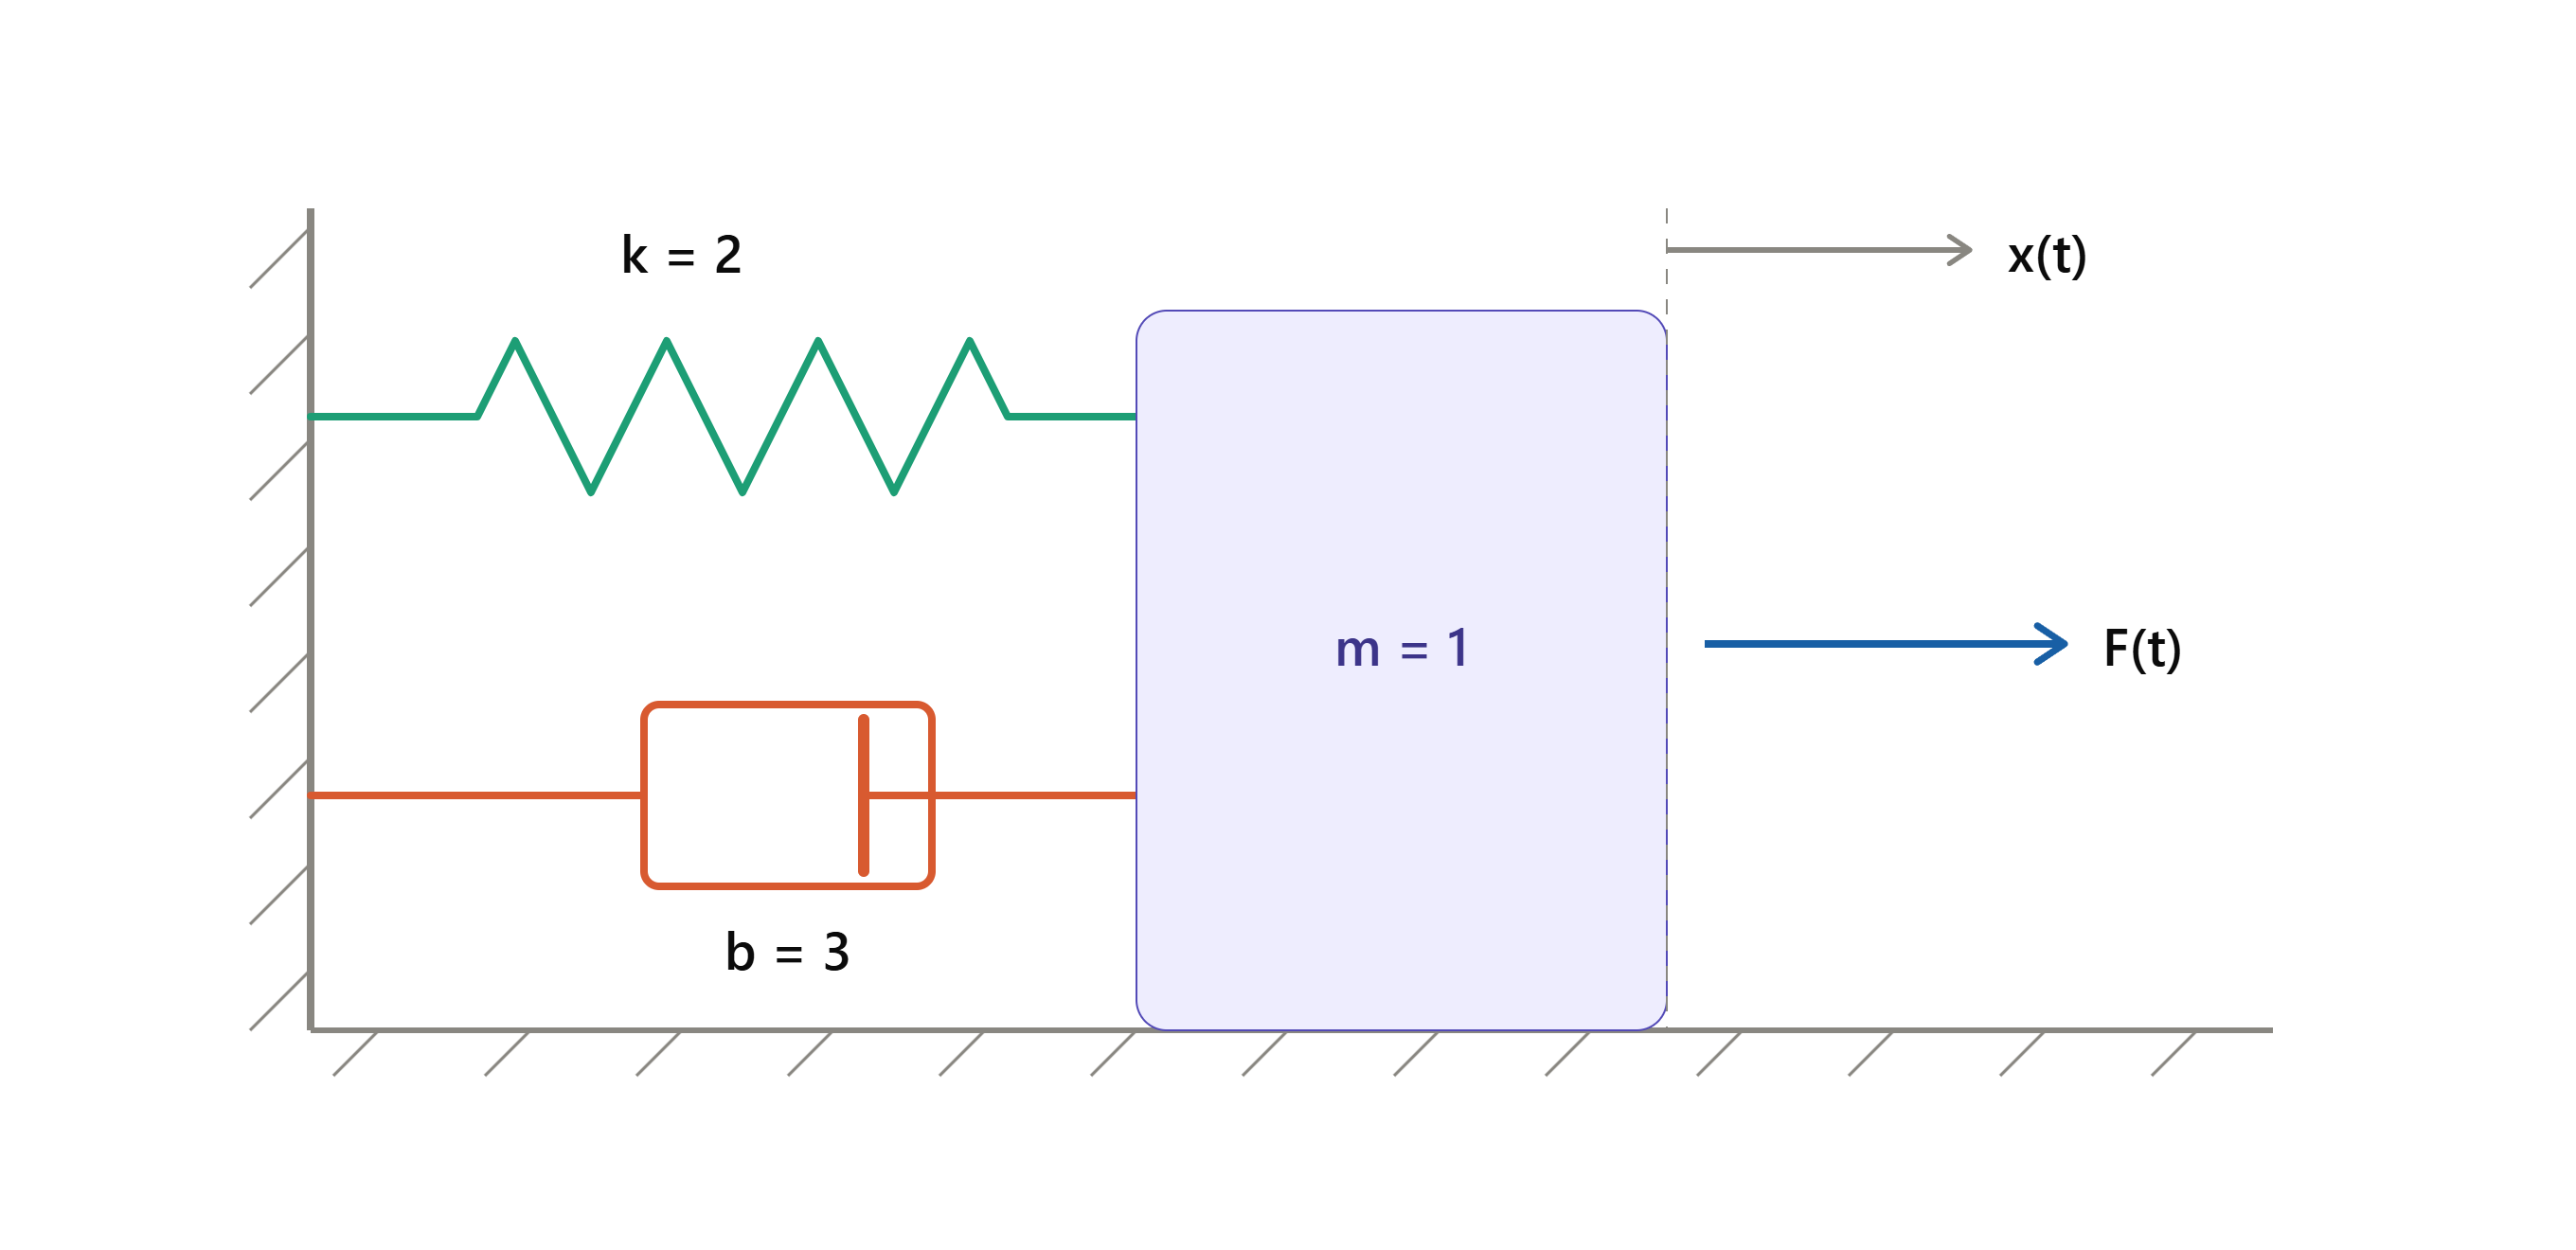 k = 2
x(t)
m = 1
F(t)
b = 3